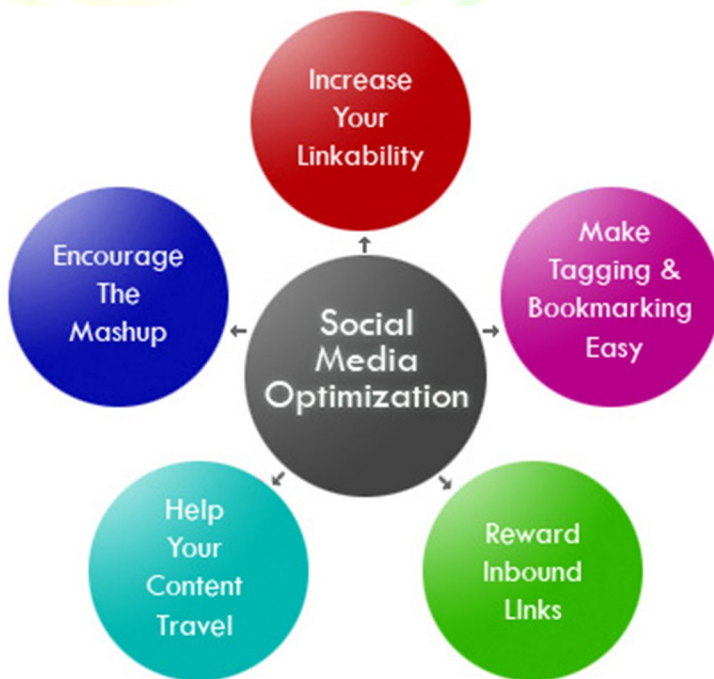 Increase
Your
Linkability
Encourage
The
Mashup
Make
Tagging &
Bookmarking
Easy
Social
Media
Optimization
Help
Your
Content
Travel
Reward
Inbound
LInks